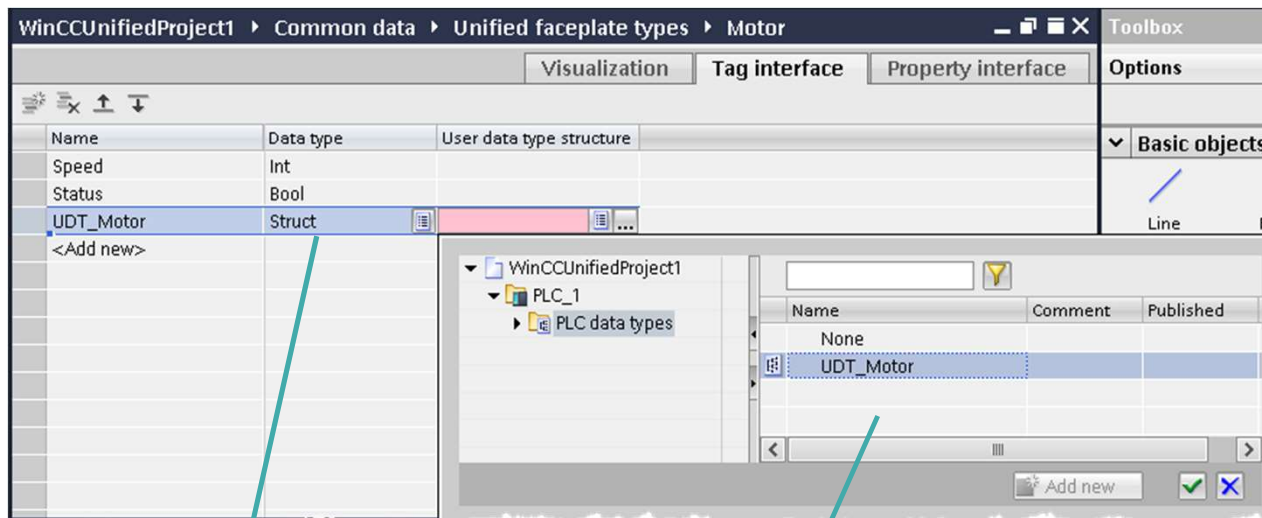 WinCCUnifiedProject1 ▸ Common data ▸ Unified faceplate types ▸ Motor
Toolbox
Visualization Tag interface Property interface
Options
Name Data type User data type structure
Basic objects
Speed Int
Status Bool
UDT_Motor Struct ...
Line
<Add new>
WinCCUnifiedProject1
PLC_1
PLC data types
Name Comment Published
None
UDT_Motor
Add new